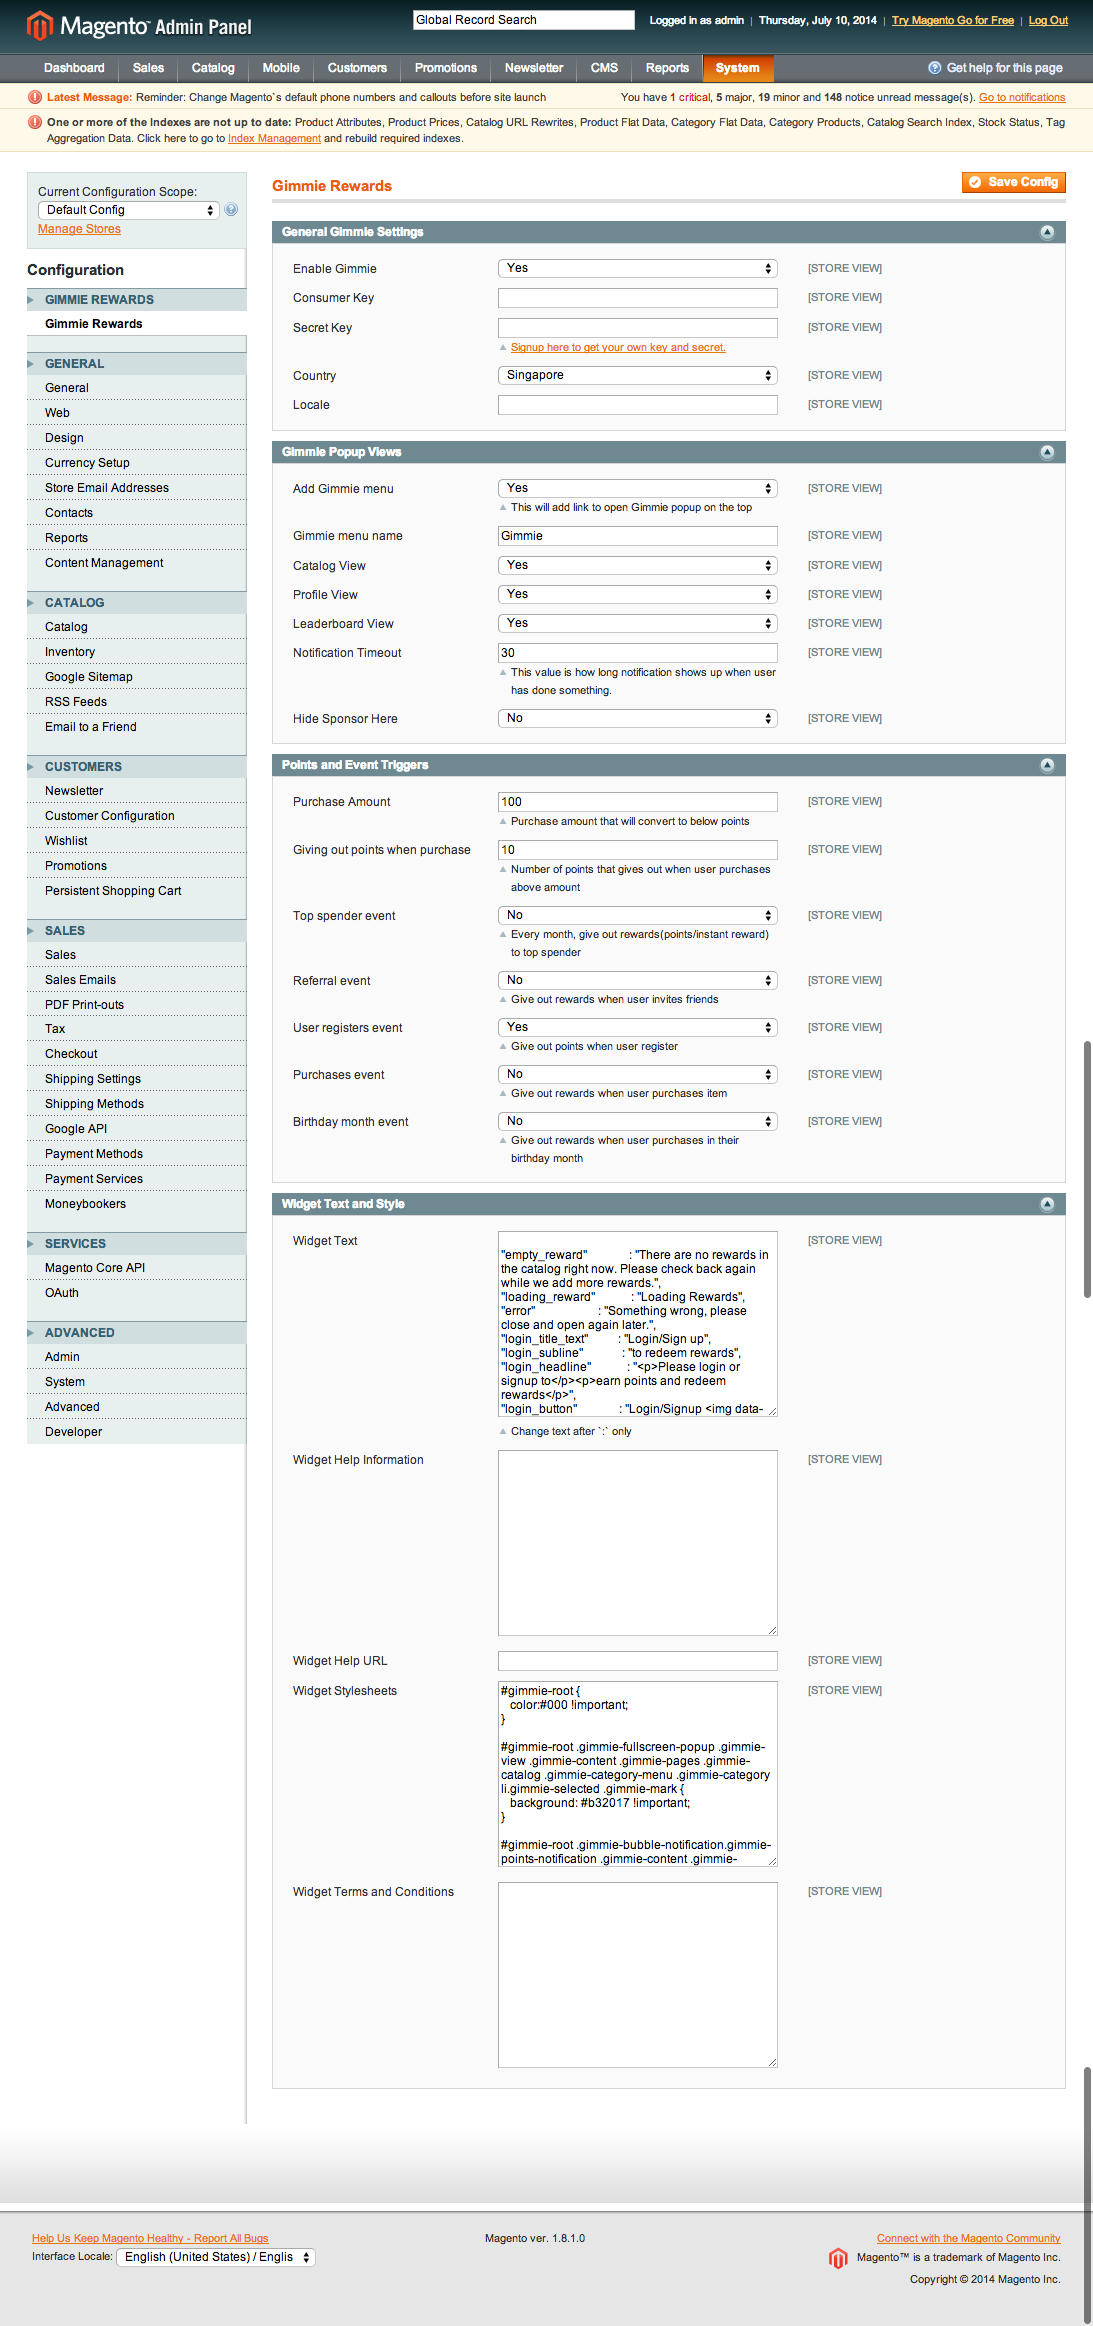 Magento™ Admin Panel
Global Record Search
Logged in as admin | Thursday, July 10, 2014 | Try Magento Go for Free | Log Out
Dashboard Sales Catalog Mobile Customers Promotions Newsletter CMS Reports System
Get help for this page
Latest Message: Reminder: Change Magento`s default phone numbers and callouts before site launch
You have 1 critical, 5 major, 19 minor and 148 notice unread message(s). Go to notifications
One or more of the Indexes are not up to date: Product Attributes, Product Prices, Catalog URL Rewrites, Product Flat Data, Category Flat Data, Category Products, Catalog Search Index, Stock Status, Tag
Aggregation Data. Click here to go to Index Management and rebuild required indexes.
Current Configuration Scope:
Default Config
Manage Stores
Configuration
GIMMIE REWARDS
Gimmie Rewards
GENERAL
General
Web
Design
Currency Setup
Store Email Addresses
Contacts
Reports
Content Management
CATALOG
Catalog
Inventory
Google Sitemap
RSS Feeds
Email to a Friend
CUSTOMERS
Newsletter
Customer Configuration
Wishlist
Promotions
Persistent Shopping Cart
SALES
Sales
Sales Emails
PDF Print-outs
Tax
Checkout
Shipping Settings
Shipping Methods
Google API
Payment Methods
Payment Services
Moneybookers
SERVICES
Magento Core API
OAuth
ADVANCED
Admin
System
Advanced
Developer
Gimmie Rewards
Save Config
General Gimmie Settings
Enable Gimmie Yes [STORE VIEW]
Consumer Key [STORE VIEW]
Secret Key [STORE VIEW]
Signup here to get your own key and secret.
Country Singapore [STORE VIEW]
Locale [STORE VIEW]
Gimmie Popup Views
Add Gimmie menu Yes [STORE VIEW]
This will add link to open Gimmie popup on the top
Gimmie menu name Gimmie [STORE VIEW]
Catalog View Yes [STORE VIEW]
Profile View Yes [STORE VIEW]
Leaderboard View Yes [STORE VIEW]
Notification Timeout 30 [STORE VIEW]
This value is how long notification shows up when user
has done something.
Hide Sponsor Here No [STORE VIEW]
Points and Event Triggers
Purchase Amount 100 [STORE VIEW]
Purchase amount that will convert to below points
Giving out points when purchase 10 [STORE VIEW]
Number of points that gives out when user purchases
above amount
Top spender event No [STORE VIEW]
Every month, give out rewards(points/instant reward)
to top spender
Referral event No [STORE VIEW]
Give out rewards when user invites friends
User registers event Yes [STORE VIEW]
Give out points when user register
Purchases event No [STORE VIEW]
Give out rewards when user purchases item
Birthday month event No [STORE VIEW]
Give out rewards when user purchases in their
birthday month
Widget Text and Style
Widget Text [STORE VIEW]
"empty_reward" : "There are no rewards in
the catalog right now. Please check back again
while we add more rewards.",
"loading_reward" : "Loading Rewards",
"error" : "Something wrong, please
close and open again later.",
"login_title_text" : "Login/Sign up",
"login_subline" : "to redeem rewards",
"login_headline" : "<p>Please login or
signup to</p><p>earn points and redeem
rewards</p>",
"login_button" : "Login/Signup <img data-
Change text after `:` only
Widget Help Information [STORE VIEW]
Widget Help URL [STORE VIEW]
Widget Stylesheets [STORE VIEW]
#gimmie-root {
color:#000 !important;
}
#gimmie-root .gimmie-fullscreen-popup .gimmie-
view .gimmie-content .gimmie-pages .gimmie-
catalog .gimmie-category-menu .gimmie-category
li.gimmie-selected .gimmie-mark {
background: #b32017 !important;
}
#gimmie-root .gimmie-bubble-notification.gimmie-
points-notification .gimmie-content .gimmie-
Widget Terms and Conditions [STORE VIEW]
Help Us Keep Magento Healthy - Report All Bugs
Interface Locale: English (United States) / Englis
Magento ver. 1.8.1.0
Connect with the Magento Community
Magento™ is a trademark of Magento Inc.
Copyright © 2014 Magento Inc.